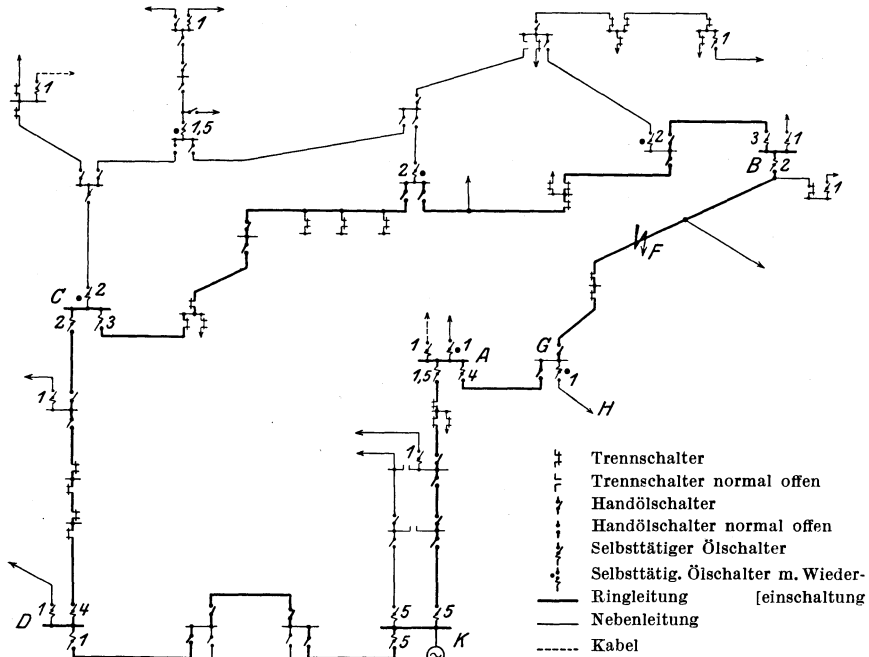 1
1
1
1,5
2
3
1
B
2
1
2
F
C
2
2
3
1
1
A
G
1,5
4
1
H
1
1
Trennschalter
Trennschalter normal offen
Handölschalter
Handölschalter normal offen
Selbsttätiger Ölschalter
Selbsttätig. Ölschalter m. Wieder-
Ringleitung [einschaltung
Nebenleitung
Kabel
1
4
D
1
5
5
5
K